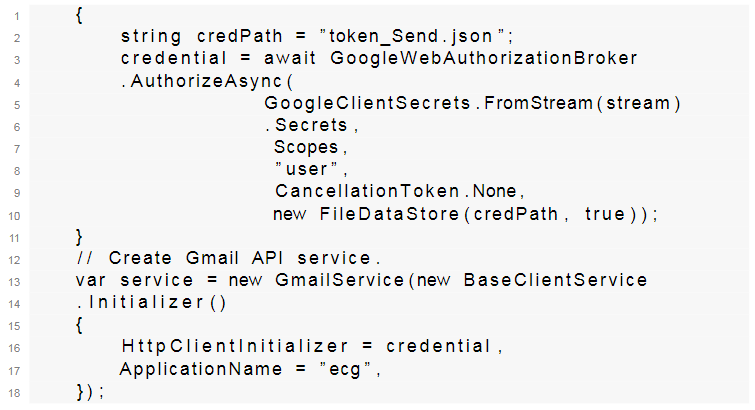 1 {
2 string credPath = "token_Send.json";
3 credential = await GoogleWebAuthorizationBroker
4 .AuthorizeAsync(
5 GoogleClientSecrets.FromStream(stream)
6 .Secrets,
7 Scopes,
8 "user",
9 CancellationToken.None,
10 new FileDataStore(credPath, true));
11 }
12 // Create Gmail API service.
13 var service = new GmailService(new BaseClientService
14 .Initializer()
15 {
16 HttpClientInitializer = credential,
17 ApplicationName = "ecg",
18 });